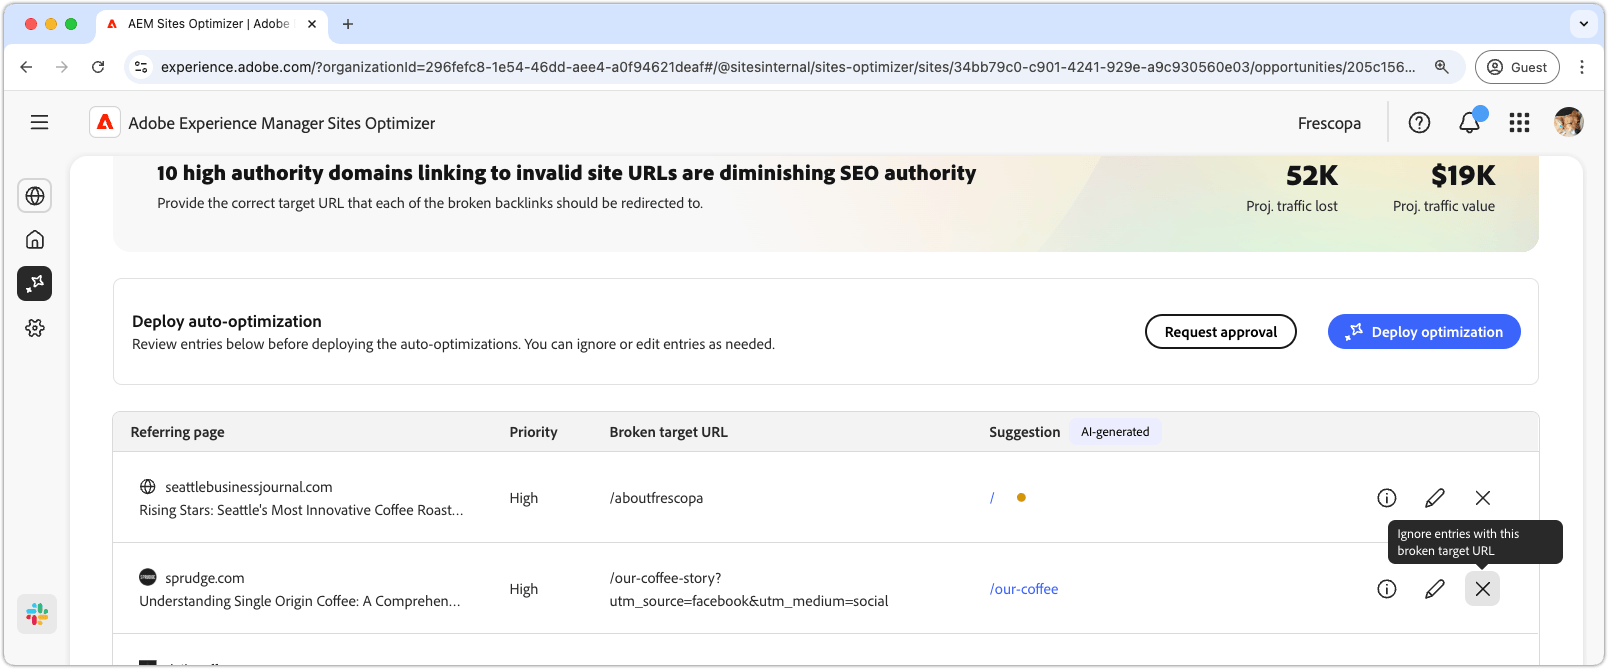 AEM Sites Optimizer | Adobe
experience.adobe.com/?organizationId=296fefc8-1e54-46dd-aee4-a0f94621deaf#/@sitesinternal/sites-optimizer/sites/34bb79c0-c901-4241-929e-a9c930560e03/opportunities/205c156...
Guest
Adobe Experience Manager Sites Optimizer
Frescopa
10 high authority domains linking to invalid site URLs are diminishing SEO authority
Provide the correct target URL that each of the broken backlinks should be redirected to.
52K
Proj. traffic lost
$19K
Proj. traffic value
Deploy auto-optimization
Review entries below before deploying the auto-optimizations. You can ignore or edit entries as needed.
Request approval
Deploy optimization
Referring page
Priority
Broken target URL
Suggestion
AI-generated
seattlebusinessjournal.com
Rising Stars: Seattle's Most Innovative Coffee Roast...
High
/aboutfrescopa
/
Ignore entries with this
broken target URL
sprudge.com
Understanding Single Origin Coffee: A Comprehen...
High
/our-coffee-story?
utm_source=facebook&utm_medium=social
/our-coffee